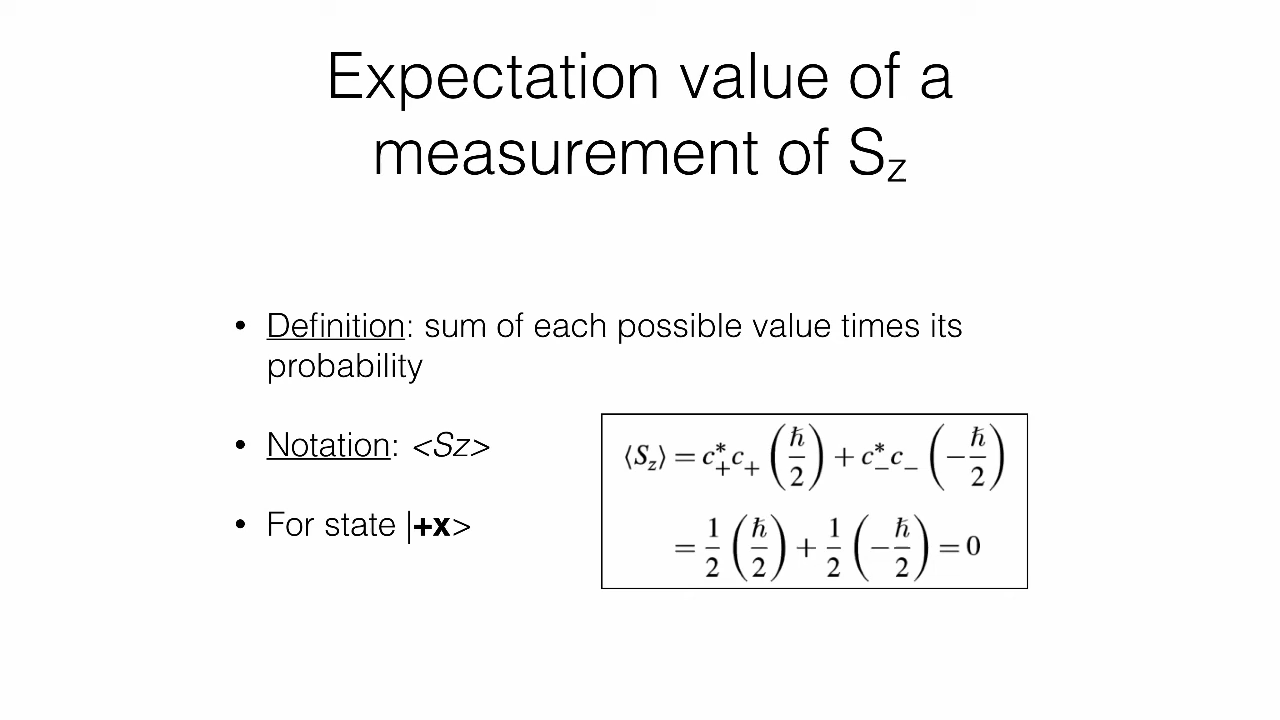 Expectation value of a
measurement of S_z
• Definition: sum of each possible value times its
probability
• Notation: <Sz>
• For state |+x>
⟨S_z⟩ = c*_+ c_+ (ℏ/2) + c*_- c_- (−ℏ/2)
= 1/2 (ℏ/2) + 1/2 (−ℏ/2) = 0